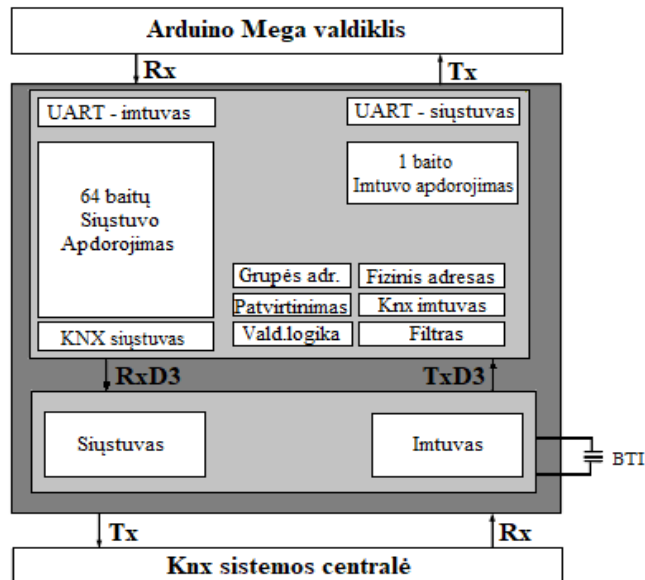 Arduino Mega valdiklis
Rx
Tx
UART - imtuvas
UART - siųstuvas
64 baitų
Siųstuvo
Apdorojimas
1 baito
Imtuvo apdorojimas
Grupės adr.
Fizinis adresas
Patvirtinimas
Knx imtuvas
KNX siųstuvas
Vald.logika
Filtras
RxD3
TxD3
Siųstuvas
Imtuvas
BTI
Tx
Rx
Knx sistemos centralė